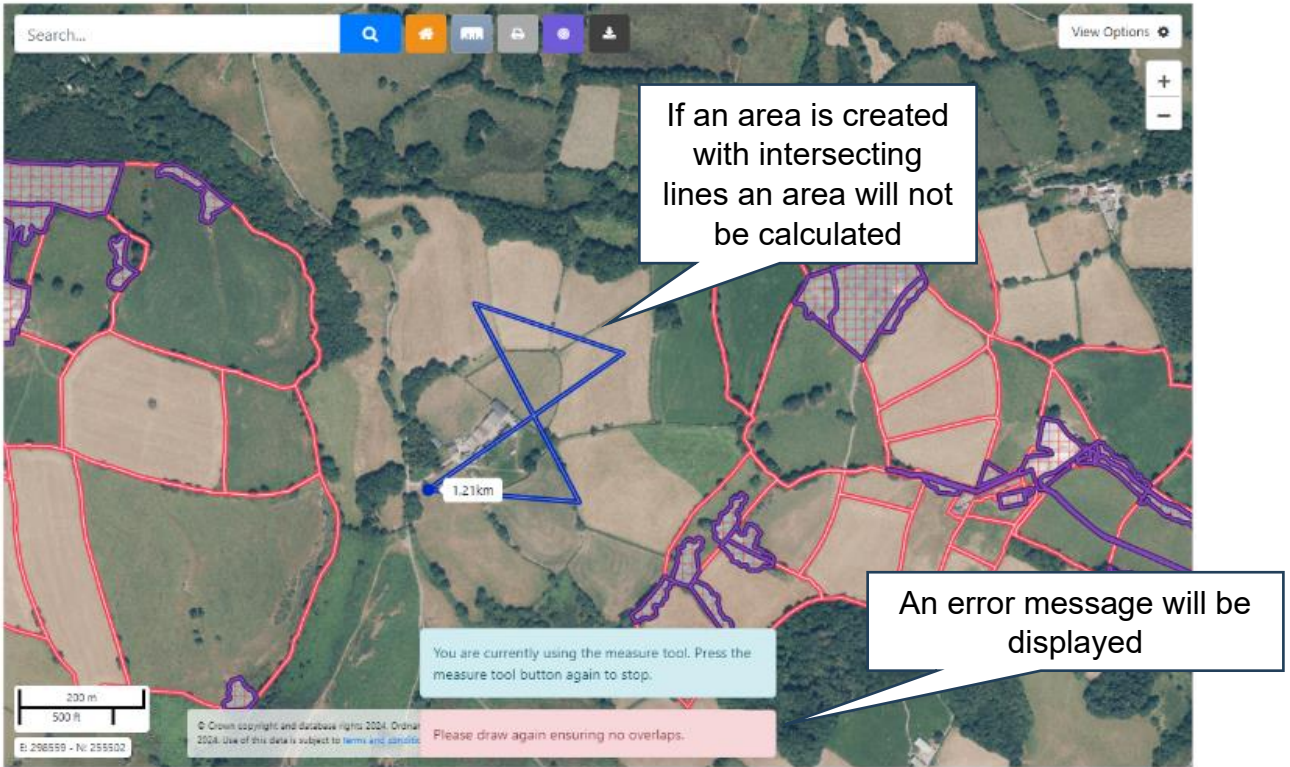 Search...
View Options
+
−
If an area is created
with intersecting
lines an area will not
be calculated
1.21km
An error message will be
displayed
You are currently using the measure tool. Press the
measure tool button again to stop.
200 m
500 ft
© Crown copyright and database rights 2024. Ordnan
2024. Use of this data is subject to terms and conditic
Please draw again ensuring no overlaps.
E: 298559 - N: 255502